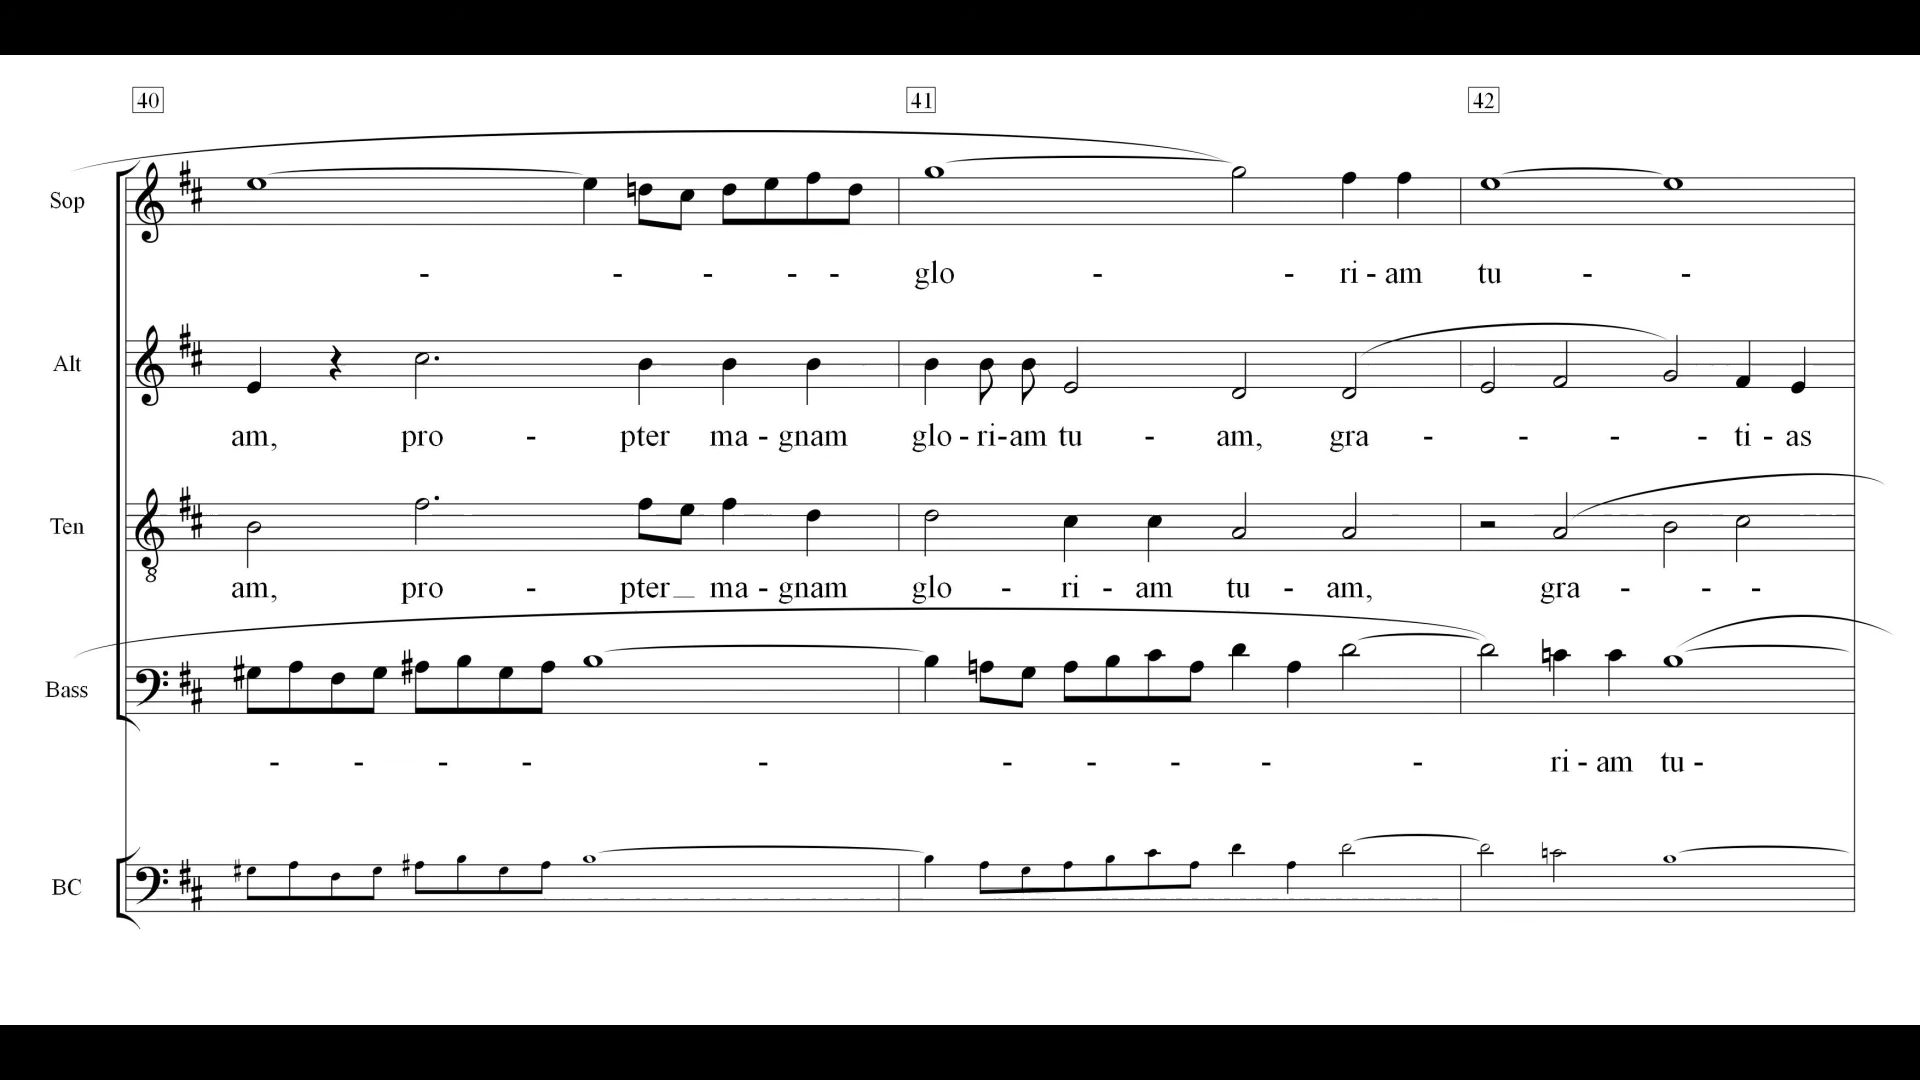 40 41 42
Sop
- - - - - glo - - ri - am tu - -
Alt
am, pro - pter ma - gnam glo - ri - am tu - am, gra - - - - ti - as
Ten
8
am, pro - pter _ ma - gnam glo - ri - am tu - am, gra - - -
Bass
- - - - - - - - - - ri - am tu -
BC